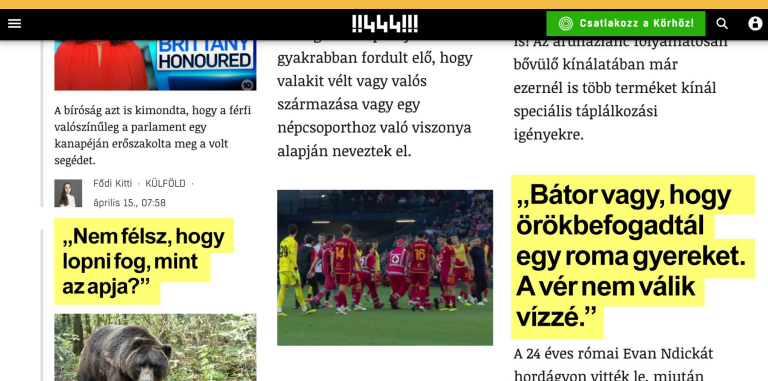 !!444!!!
Csatlakozz a Körhöz!
BRITTANY
HONOURED
A bíróság azt is kimondta, hogy a férfi
valószínűleg a parlament egy
kanapéján erőszakolta meg a volt
segédet.
Fődi Kitti · KÜLFÖLD ·
április 15., 07:58
„Nem félsz, hogy
lopni fog, mint
az apja?”
gyakrabban fordult elő, hogy
valakit vélt vagy valós
származása vagy egy
népcsoporthoz való viszonya
alapján neveztek el.
14
16
is! Az áruházlánc folyamatosan
bővülő kínálatában már
ezernél is több terméket kínál
speciális táplálkozási
igényekre.
„Bátor vagy, hogy
örökbefogadtál
egy roma gyereket.
A vér nem válik
vízzé.”
A 24 éves római Evan Ndickát
hordágyon vitték le, miután